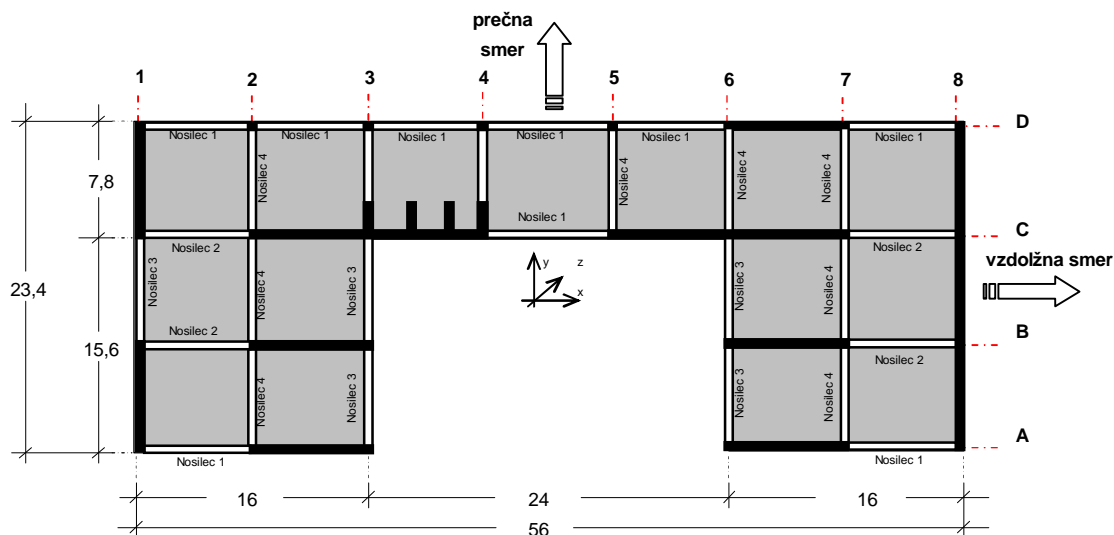 prečna
smer
1
2
3
4
5
6
7
8
D
Nosilec 1
Nosilec 1
Nosilec 1
Nosilec 1
Nosilec 1
Nosilec 1
Nosilec 4
Nosilec 4
Nosilec 4
Nosilec 4
7,8
Nosilec 1
C
Nosilec 2
Nosilec 2
Nosilec 3
Nosilec 4
Nosilec 3
y
z
x
Nosilec 3
Nosilec 4
vzdolžna smer
23,4
Nosilec 2
B
15,6
Nosilec 2
Nosilec 4
Nosilec 3
Nosilec 3
Nosilec 4
A
Nosilec 1
Nosilec 1
16
24
16
56